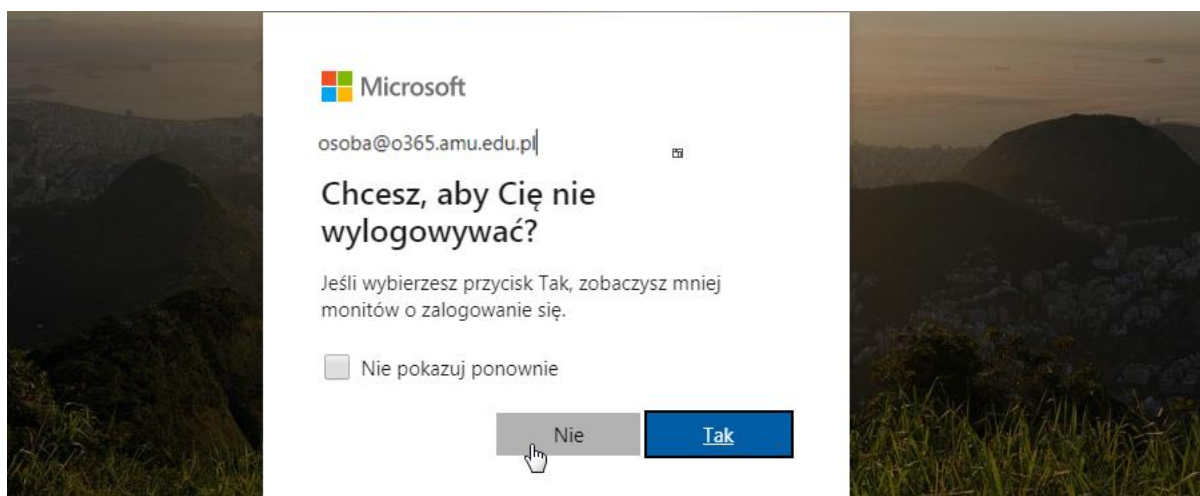 Microsoft
osoba@o365.amu.edu.pl
Chcesz, aby Cię nie
wylogowywać?
Jeśli wybierzesz przycisk Tak, zobaczysz mniej
monitów o zalogowanie się.
Nie pokazuj ponownie
Nie
Tak